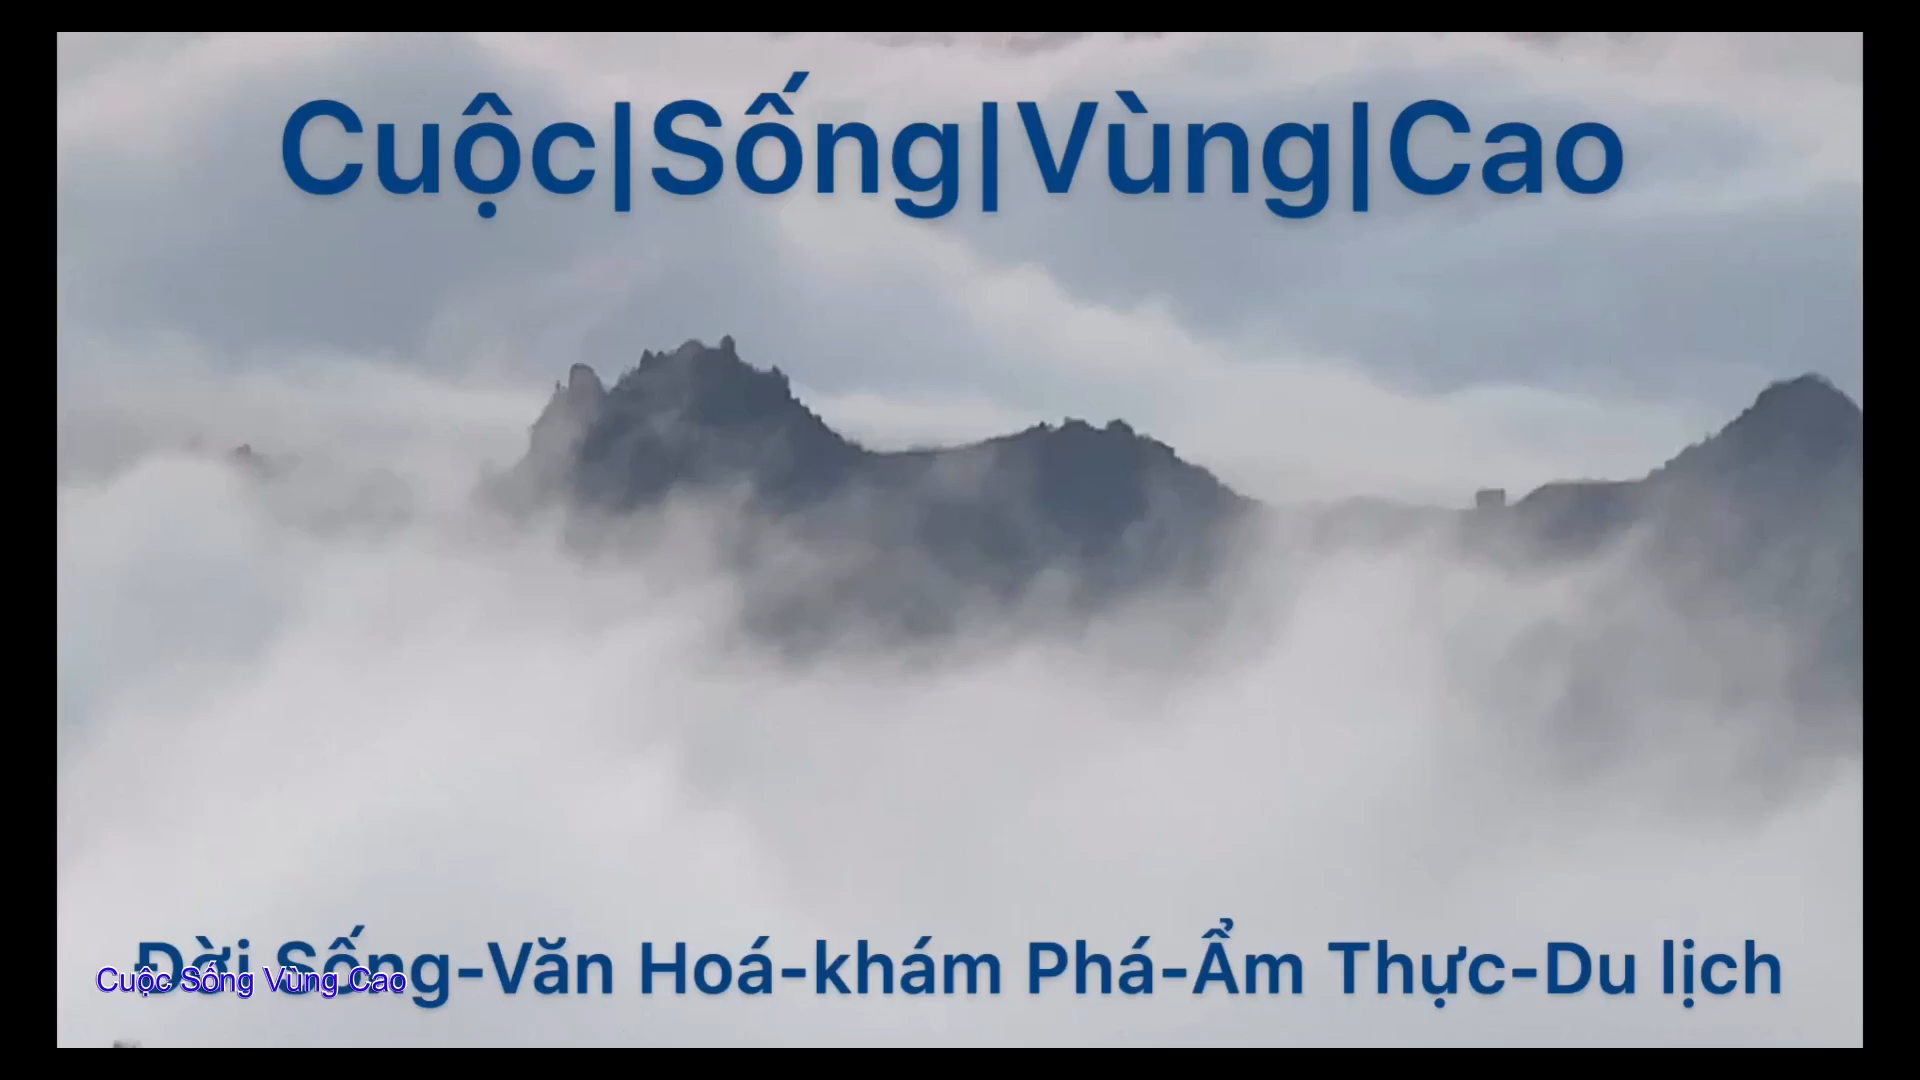 Cuộc|Sống|Vùng|Cao
Đời Sống-Văn Hoá-khám Phá-Ẩm Thực-Du lịch
Cuộc Sống Vùng Cao